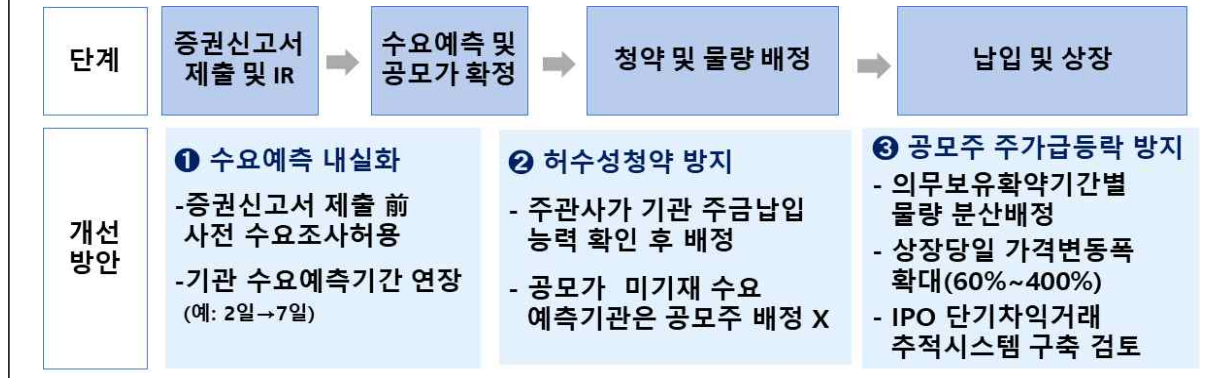 단계
증권신고서
제출 및 IR
수요예측 및
공모가 확정
청약 및 물량 배정
납입 및 상장
개선
방안
❶ 수요예측 내실화
-증권신고서 제출 前
사전 수요조사허용
-기관 수요예측기간 연장
(예: 2일→7일)
❷ 허수성청약 방지
- 주관사가 기관 주금납입
능력 확인 후 배정
- 공모가 미기재 수요
예측기관은 공모주 배정 X
❸ 공모주 주가급등락 방지
- 의무보유확약기간별
물량 분산배정
- 상장당일 가격변동폭
확대(60%~400%)
- IPO 단기차익거래
추적시스템 구축 검토